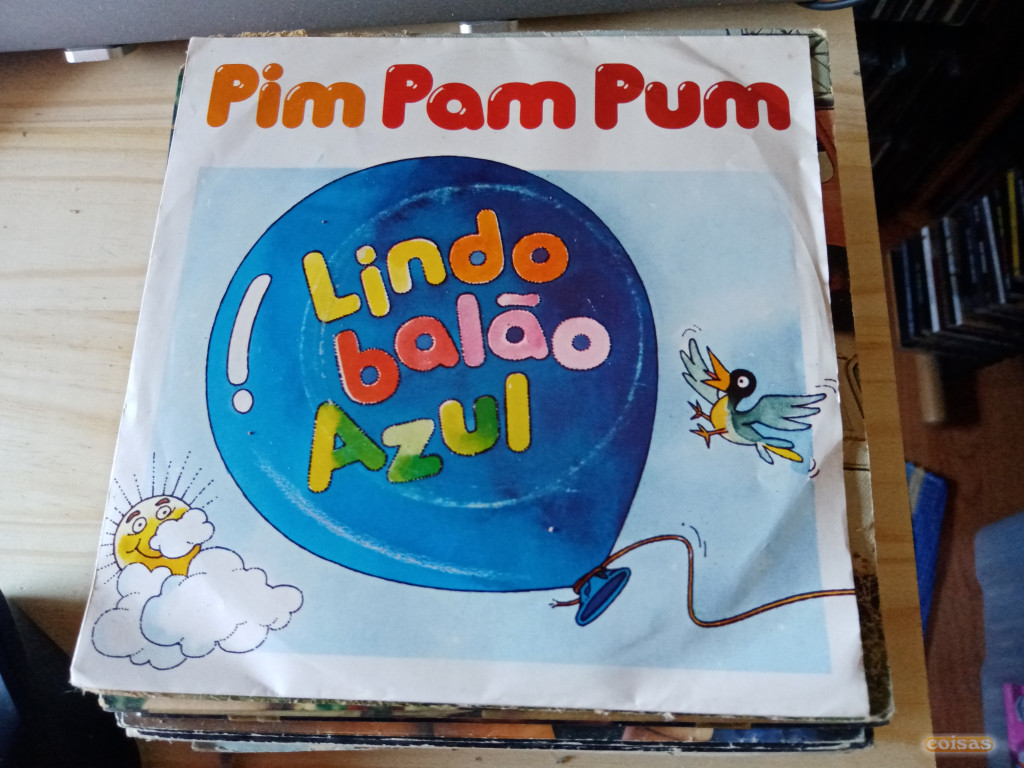 Pim Pam Pum
Lindo
balão
Azul
coisas